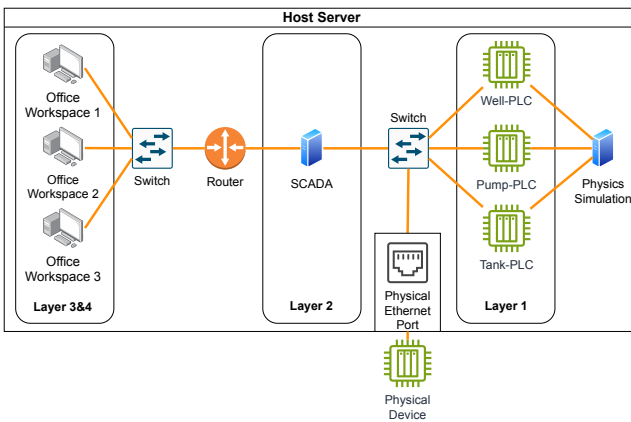 Host Server
Office
Workspace 1
Office
Workspace 2
Office
Workspace 3
Layer 3&4
Switch
Router
SCADA
Layer 2
Switch
Physical
Ethernet
Port
Physical
Device
Well-PLC
Pump-PLC
Tank-PLC
Layer 1
Physics
Simulation